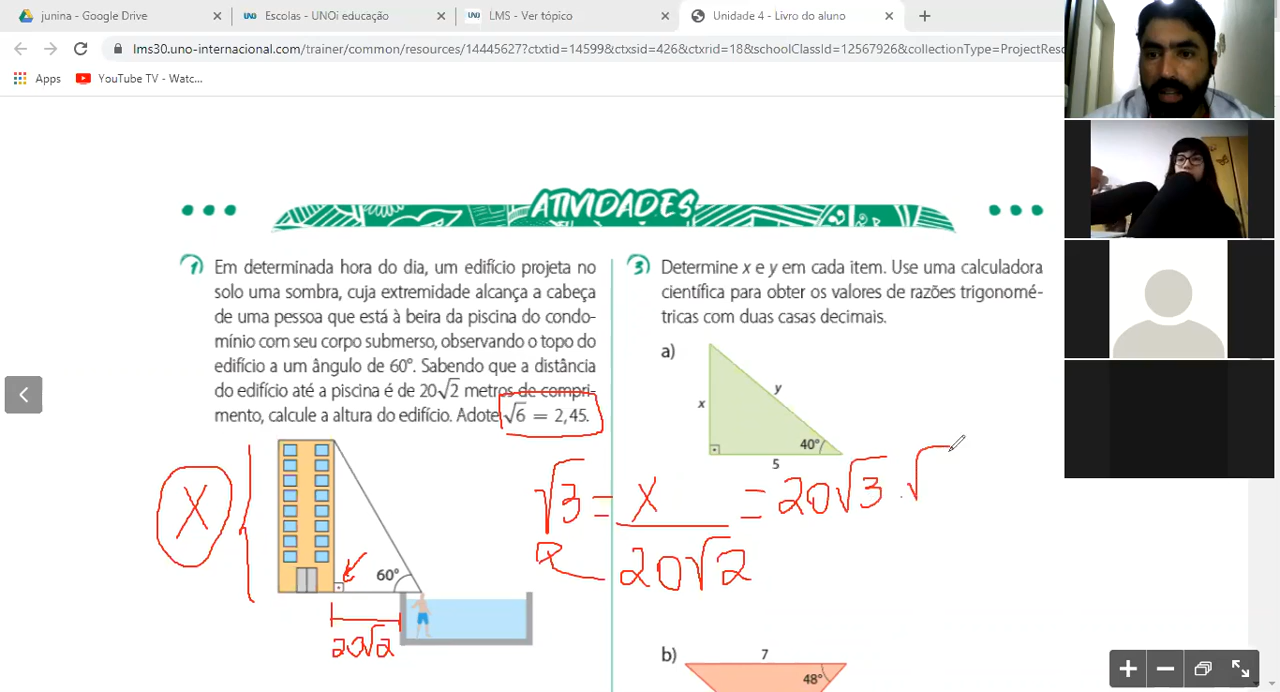 junina - Google Drive
UNO Escolas - UNOi educação
UNO LMS - Ver tópico
Unidade 4 - Livro do aluno
lms30.uno-internacional.com/trainer/common/resources/14445627?ctxtid=14599&ctxsid=426&ctxrid=18&schoolClassId=12567926&collectionType=ProjectResc
Apps
YouTube TV - Watc...
ATIVIDADES
1 Em determinada hora do dia, um edifício projeta no
solo uma sombra, cuja extremidade alcança a cabeça
de uma pessoa que está à beira da piscina do condo-
mínio com seu corpo submerso, observando o topo do
edifício a um ângulo de 60°. Sabendo que a distância
do edifício até a piscina é de 20√2 metros de compri-
mento, calcule a altura do edifício. Adote √6 = 2,45.
X
60°
20√2
3 Determine x e y em cada item. Use uma calculadora
científica para obter os valores de razões trigonomé-
tricas com duas casas decimais.
a)
y
x
40°
5
√3 = X = 20√3 . √
20√2
b)
7
48°